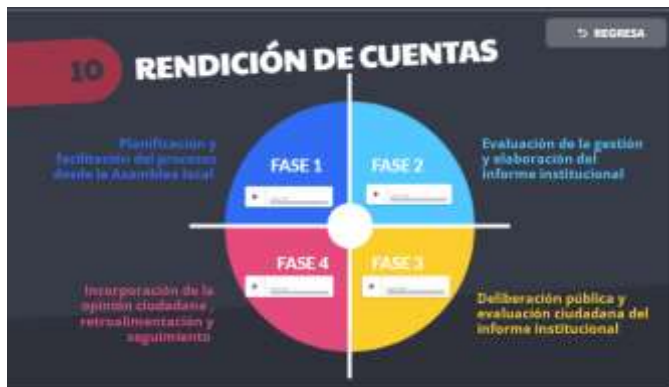 REGRESA
10
RENDICIÓN DE CUENTAS
Planificación y
facilitación del proceso
desde la Asamblea local
FASE 1
FASE 2
Evaluación de la gestión
y elaboración del
informe institucional
FASE 4
FASE 3
Incorporación de la
opinión ciudadana,
retroalimentación y
seguimiento
Deliberación pública y
evaluación ciudadana del
informe institucional